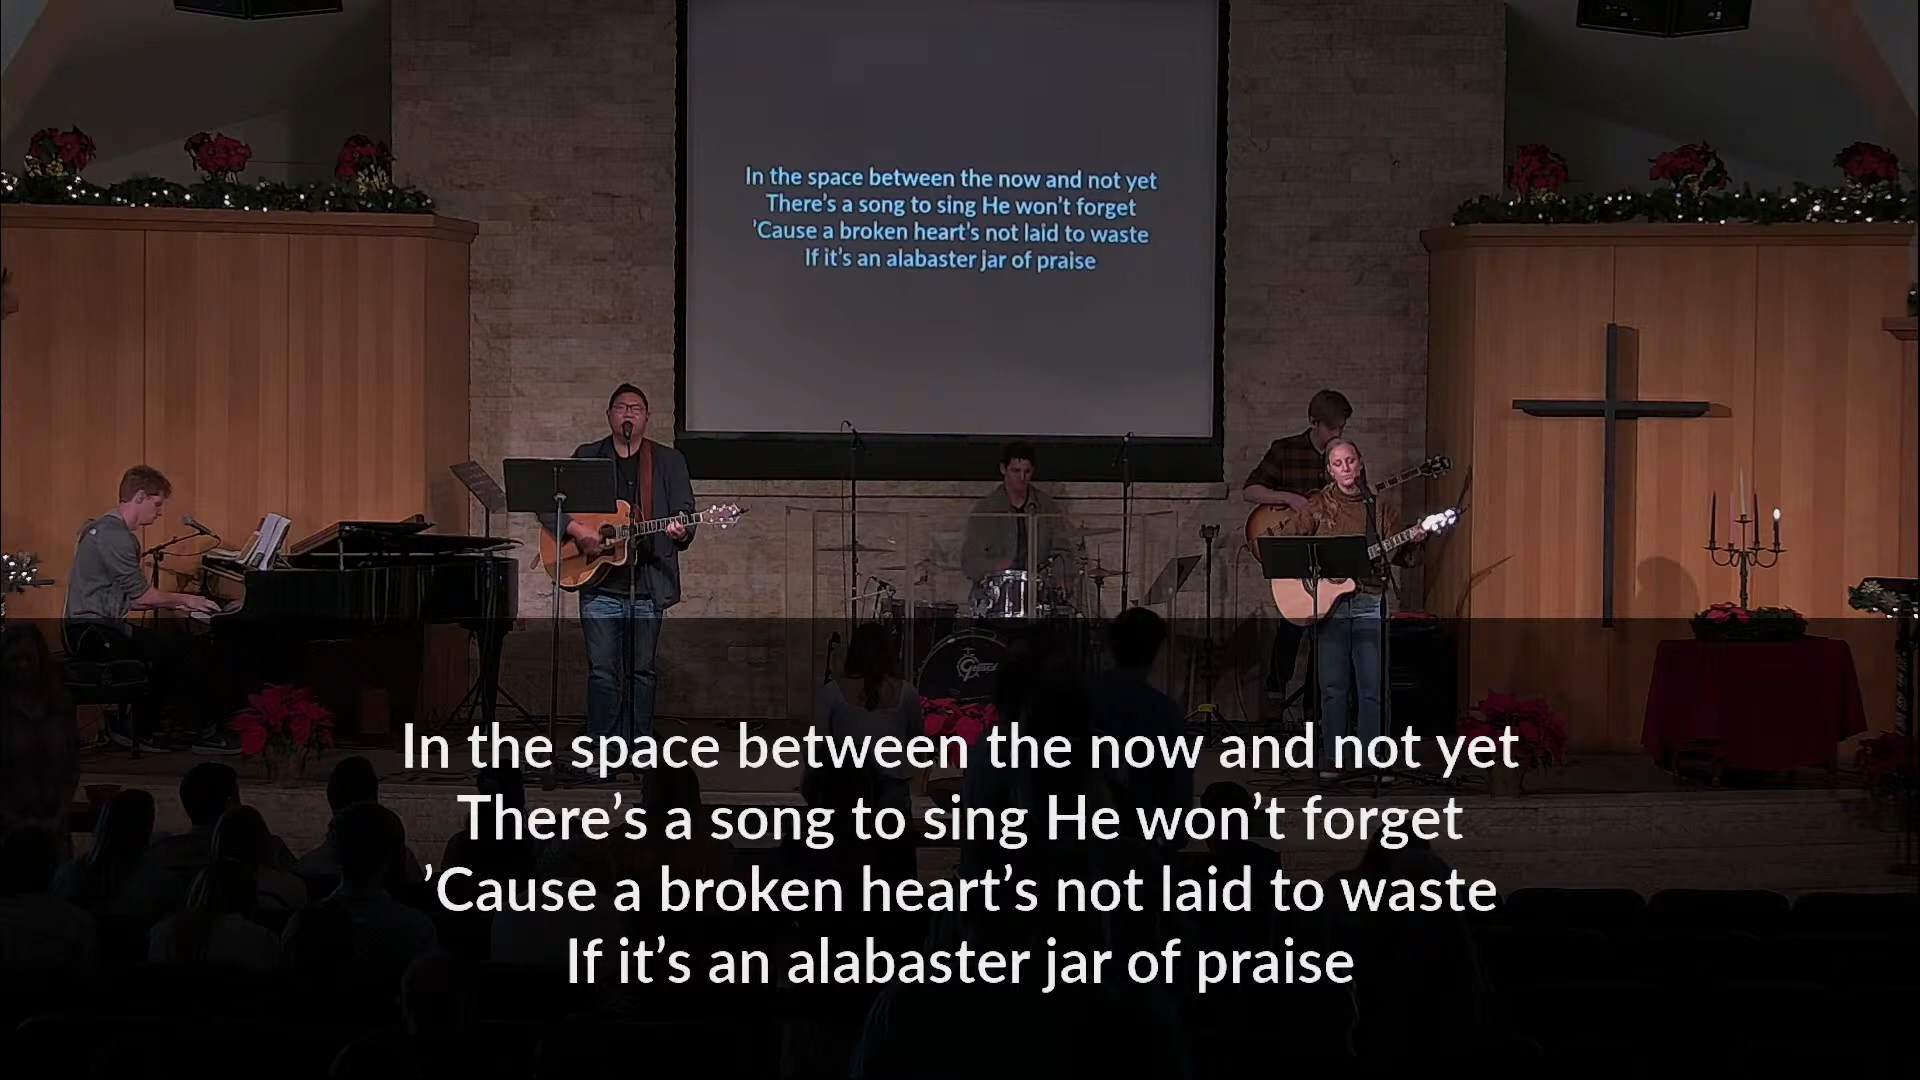 In the space between the now and not yet
There's a song to sing He won't forget
'Cause a broken heart's not laid to waste
If it's an alabaster jar of praise
Gretsch
In the space between the now and not yet
There’s a song to sing He won’t forget
’Cause a broken heart’s not laid to waste
If it’s an alabaster jar of praise